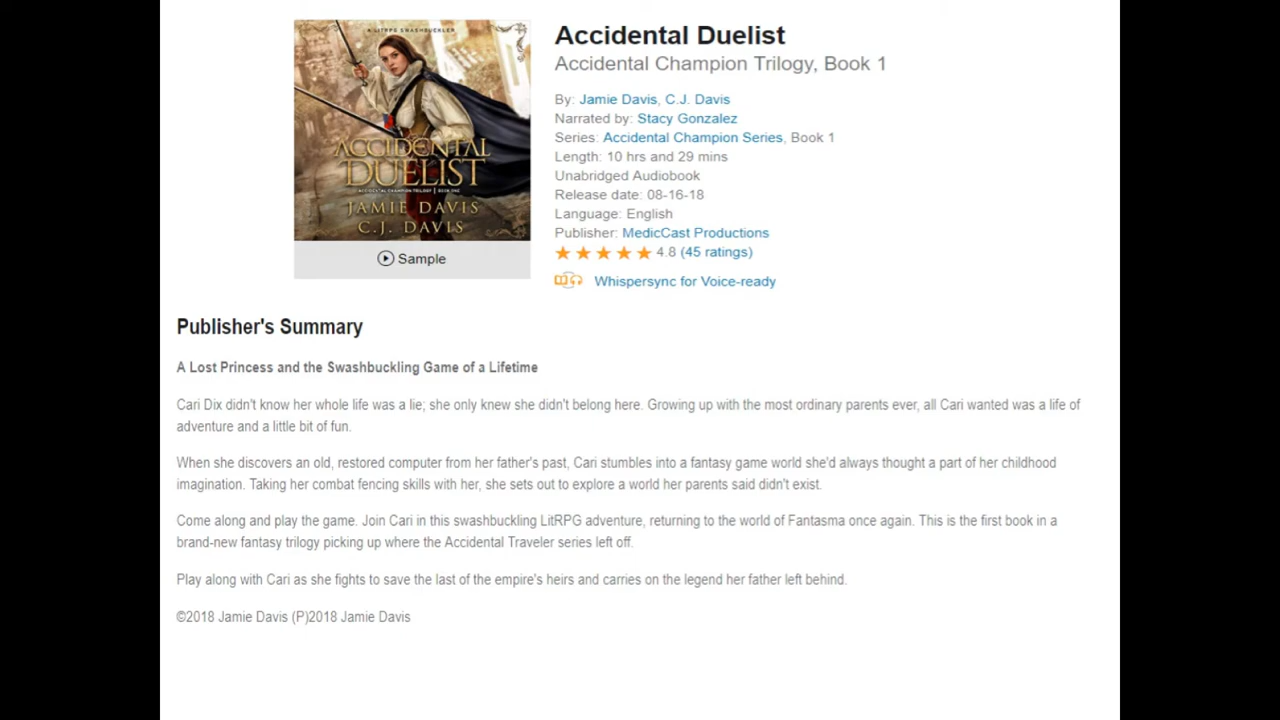 A LITRPG SWASHBUCKLER
ACCIDENTAL
DUELIST
ACCIDENTAL CHAMPION TRILOGY | BOOK ONE
JAMIE DAVIS
C.J. DAVIS
Sample
Accidental Duelist
Accidental Champion Trilogy, Book 1
By: Jamie Davis, C.J. Davis
Narrated by: Stacy Gonzalez
Series: Accidental Champion Series, Book 1
Length: 10 hrs and 29 mins
Unabridged Audiobook
Release date: 08-16-18
Language: English
Publisher: MedicCast Productions
4.8 (45 ratings)
Whispersync for Voice-ready
Publisher's Summary
A Lost Princess and the Swashbuckling Game of a Lifetime
Cari Dix didn't know her whole life was a lie; she only knew she didn't belong here. Growing up with the most ordinary parents ever, all Cari wanted was a life of
adventure and a little bit of fun.
When she discovers an old, restored computer from her father's past, Cari stumbles into a fantasy game world she'd always thought a part of her childhood
imagination. Taking her combat fencing skills with her, she sets out to explore a world her parents said didn't exist.
Come along and play the game. Join Cari in this swashbuckling LitRPG adventure, returning to the world of Fantasma once again. This is the first book in a
brand-new fantasy trilogy picking up where the Accidental Traveler series left off.
Play along with Cari as she fights to save the last of the empire's heirs and carries on the legend her father left behind.
©2018 Jamie Davis (P)2018 Jamie Davis